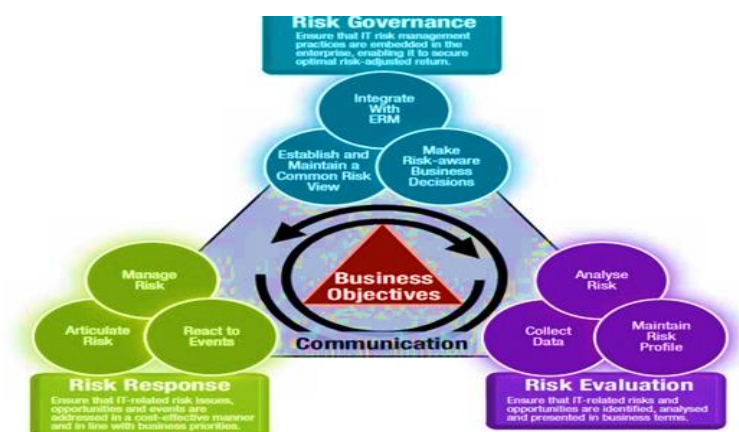 Risk Governance
Ensure that IT risk management
practices are embedded in the
enterprise, enabling it to secure
optimal risk-adjusted return.
Integrate
With
ERM
Establish and
Maintain a
Common Risk
View
Make
Risk-aware
Business
Decisions
Manage
Risk
Articulate
Risk
React to
Events
Business
Objectives
Communication
Analyse
Risk
Collect
Data
Maintain
Risk
Profile
Risk Response
Ensure that IT-related risk issues,
opportunities and events are
addressed in a cost-effective manner
and in line with business priorities.
Risk Evaluation
Ensure that IT-related risks and
opportunities are identified, analysed
and presented in business terms.